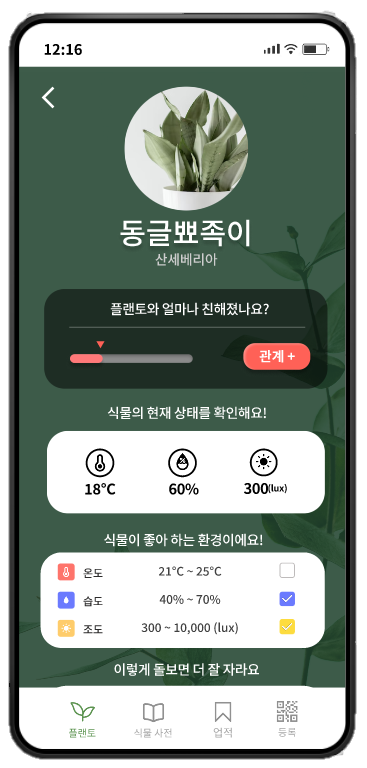 12:16
동글뾰족이
산세베리아
플랜토와 얼마나 친해졌나요?
관계 +
식물의 현재 상태를 확인해요!
18°C 60% 300(lux)
식물이 좋아 하는 환경이에요!
온도 21°C ~ 25°C
습도 40% ~ 70%
조도 300 ~ 10,000 (lux)
이렇게 돌보면 더 잘 자라요
플랜토 식물 사전 업적 등록